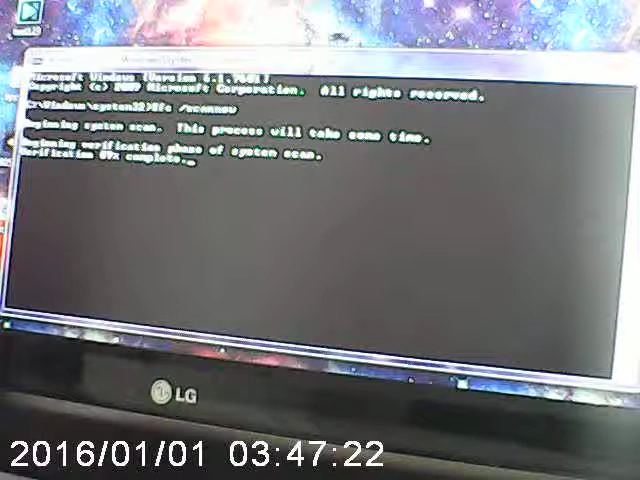 Microsoft Windows [Version 6.1.7601]
Copyright (c) 2009 Microsoft Corporation. All rights reserved.
C:\Windows\system32>sfc /scannow
Beginning system scan. This process will take some time.
Beginning verification phase of system scan.
Verification 89% complete.
LG
2016/01/01 03:47:22